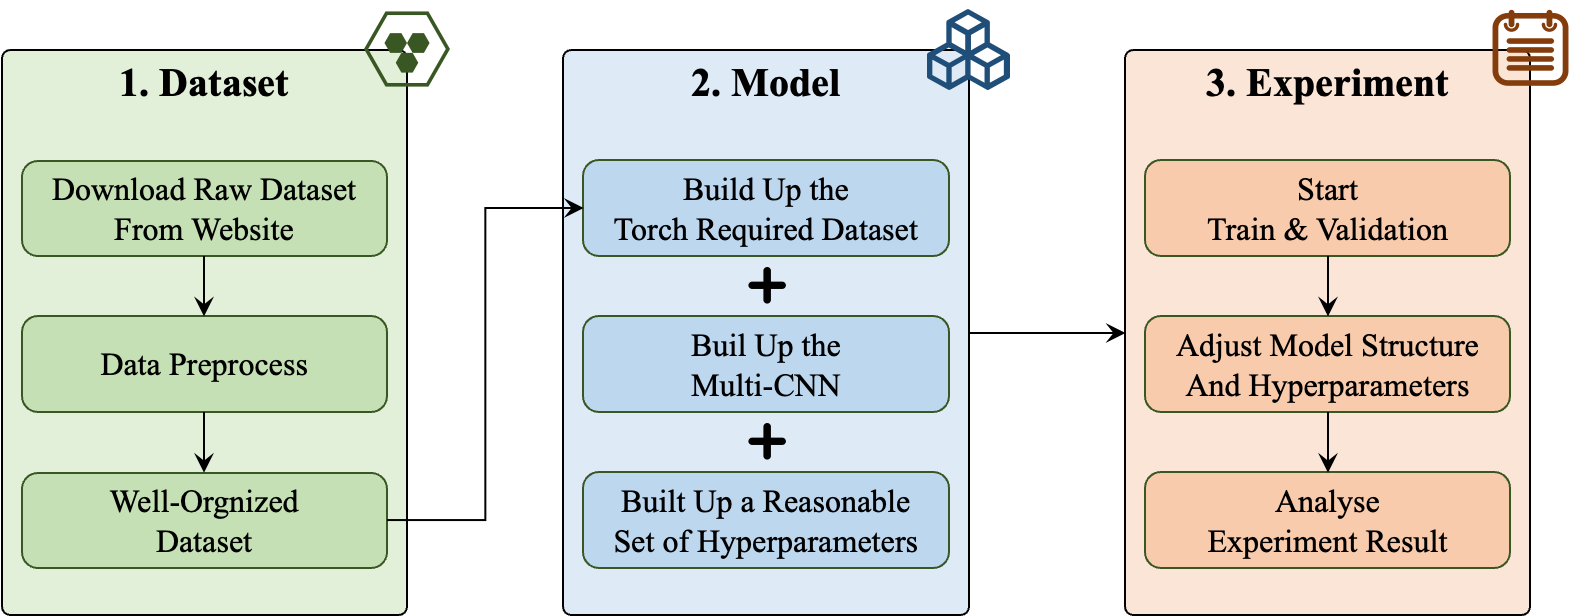 1. Dataset
Download Raw Dataset
From Website
Data Preprocess
Well-Orgnized
Dataset
2. Model
Build Up the
Torch Required Dataset
+
Buil Up the
Multi-CNN
+
Built Up a Reasonable
Set of Hyperparameters
3. Experiment
Start
Train & Validation
Adjust Model Structure
And Hyperparameters
Analyse
Experiment Result